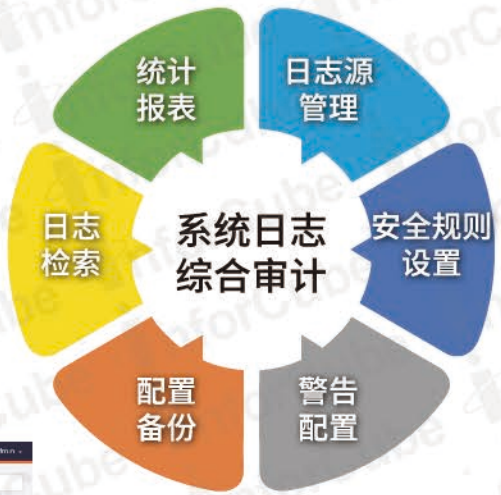 统计
报表
日志源
管理
日志
检索
系统日志
综合审计
安全规则
设置
配置
备份
警告
配置
inforCube